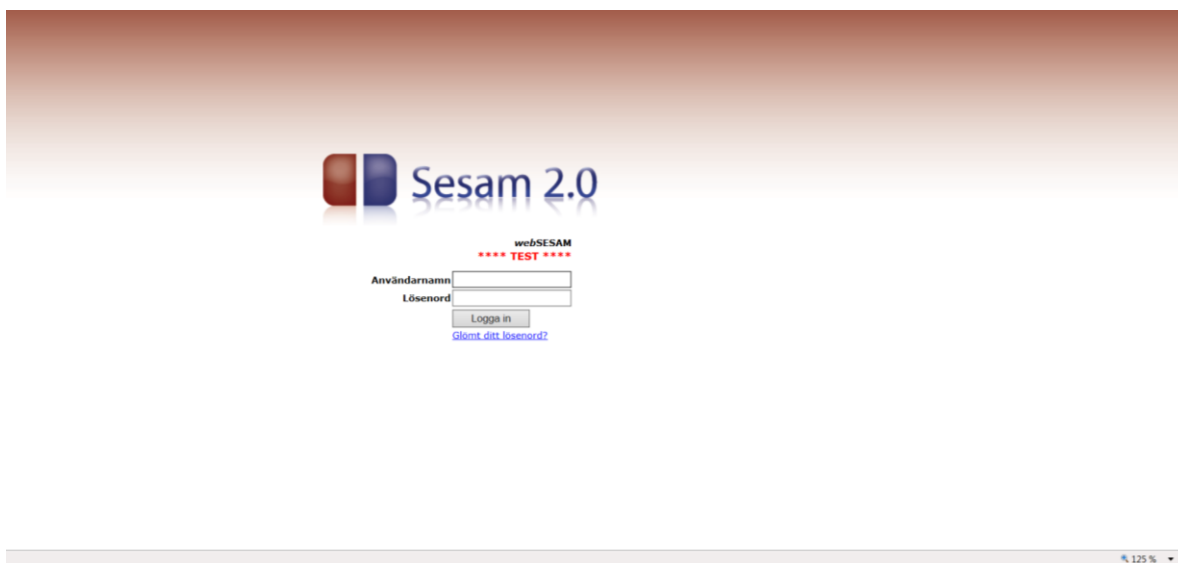 Sesam 2.0
webSESAM
**** TEST ****
Användarnamn
Lösenord
Logga in
Glömt ditt lösenord?
125 %